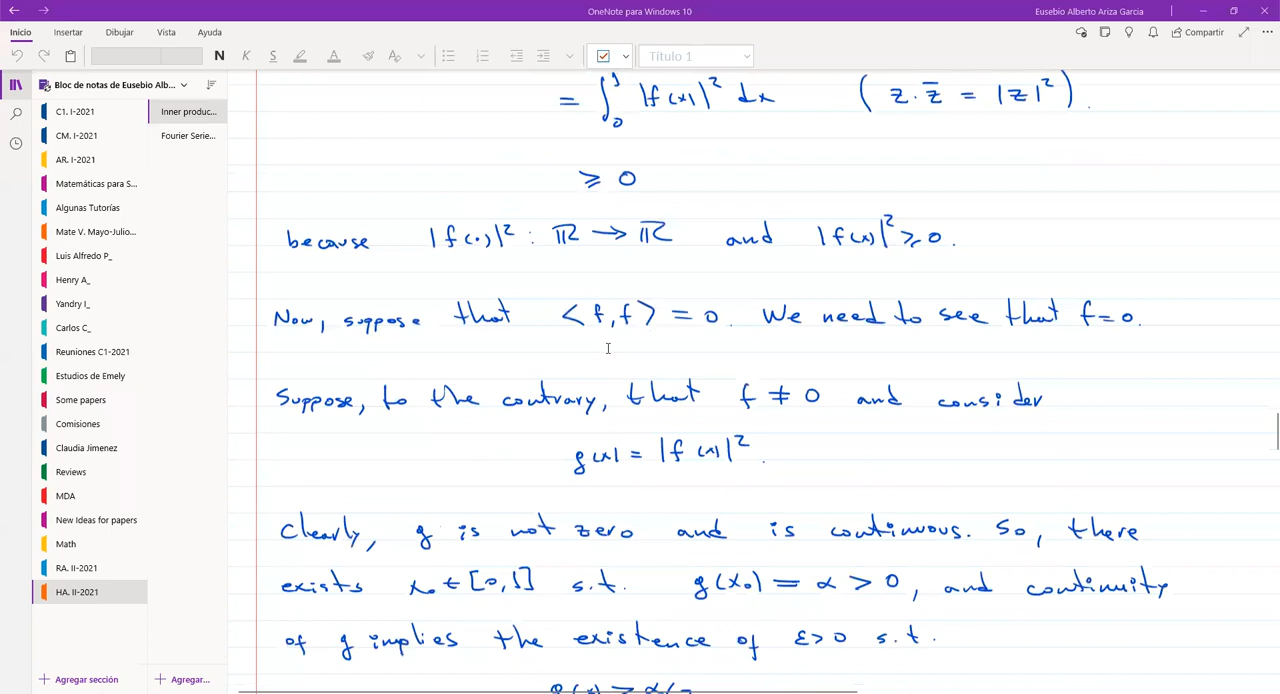 OneNote para Windows 10
Eusebio Alberto Ariza Garcia
Inicio Insertar Dibujar Vista Ayuda
Compartir
N K S A A Título 1
Bloc de notas de Eusebio Alb...
C1. I-2021
CM. I-2021
AR. I-2021
Matemáticas para S...
Algunas Tutorías
Mate V. Mayo-Julio...
Luis Alfredo P_
Henry A_
Yandry I_
Carlos C_
Reuniones C1-2021
Estudios de Emely
Some papers
Comisiones
Claudia Jimenez
Reviews
MDA
New Ideas for papers
Math
RA. II-2021
HA. II-2021
Agregar sección
Inner produc...
Fourier Serie...
Agregar...
= ∫₀¹ |f(x)|² dx (z·z̄ = |z|²).
≥ 0
because |f(·)|² : ℝ → ℝ and |f(x)|² ≥ 0.
Now, suppose that <f,f> = 0. We need to see that f = 0.
Suppose, to the contrary, that f ≠ 0 and consider
g(x) = |f(x)|².
Clearly, g is not zero and is continuous. So, there
exists x₀ ∈ [0,1] s.t. g(x₀) = α > 0, and continuity
of g implies the existence of ε>0 s.t.